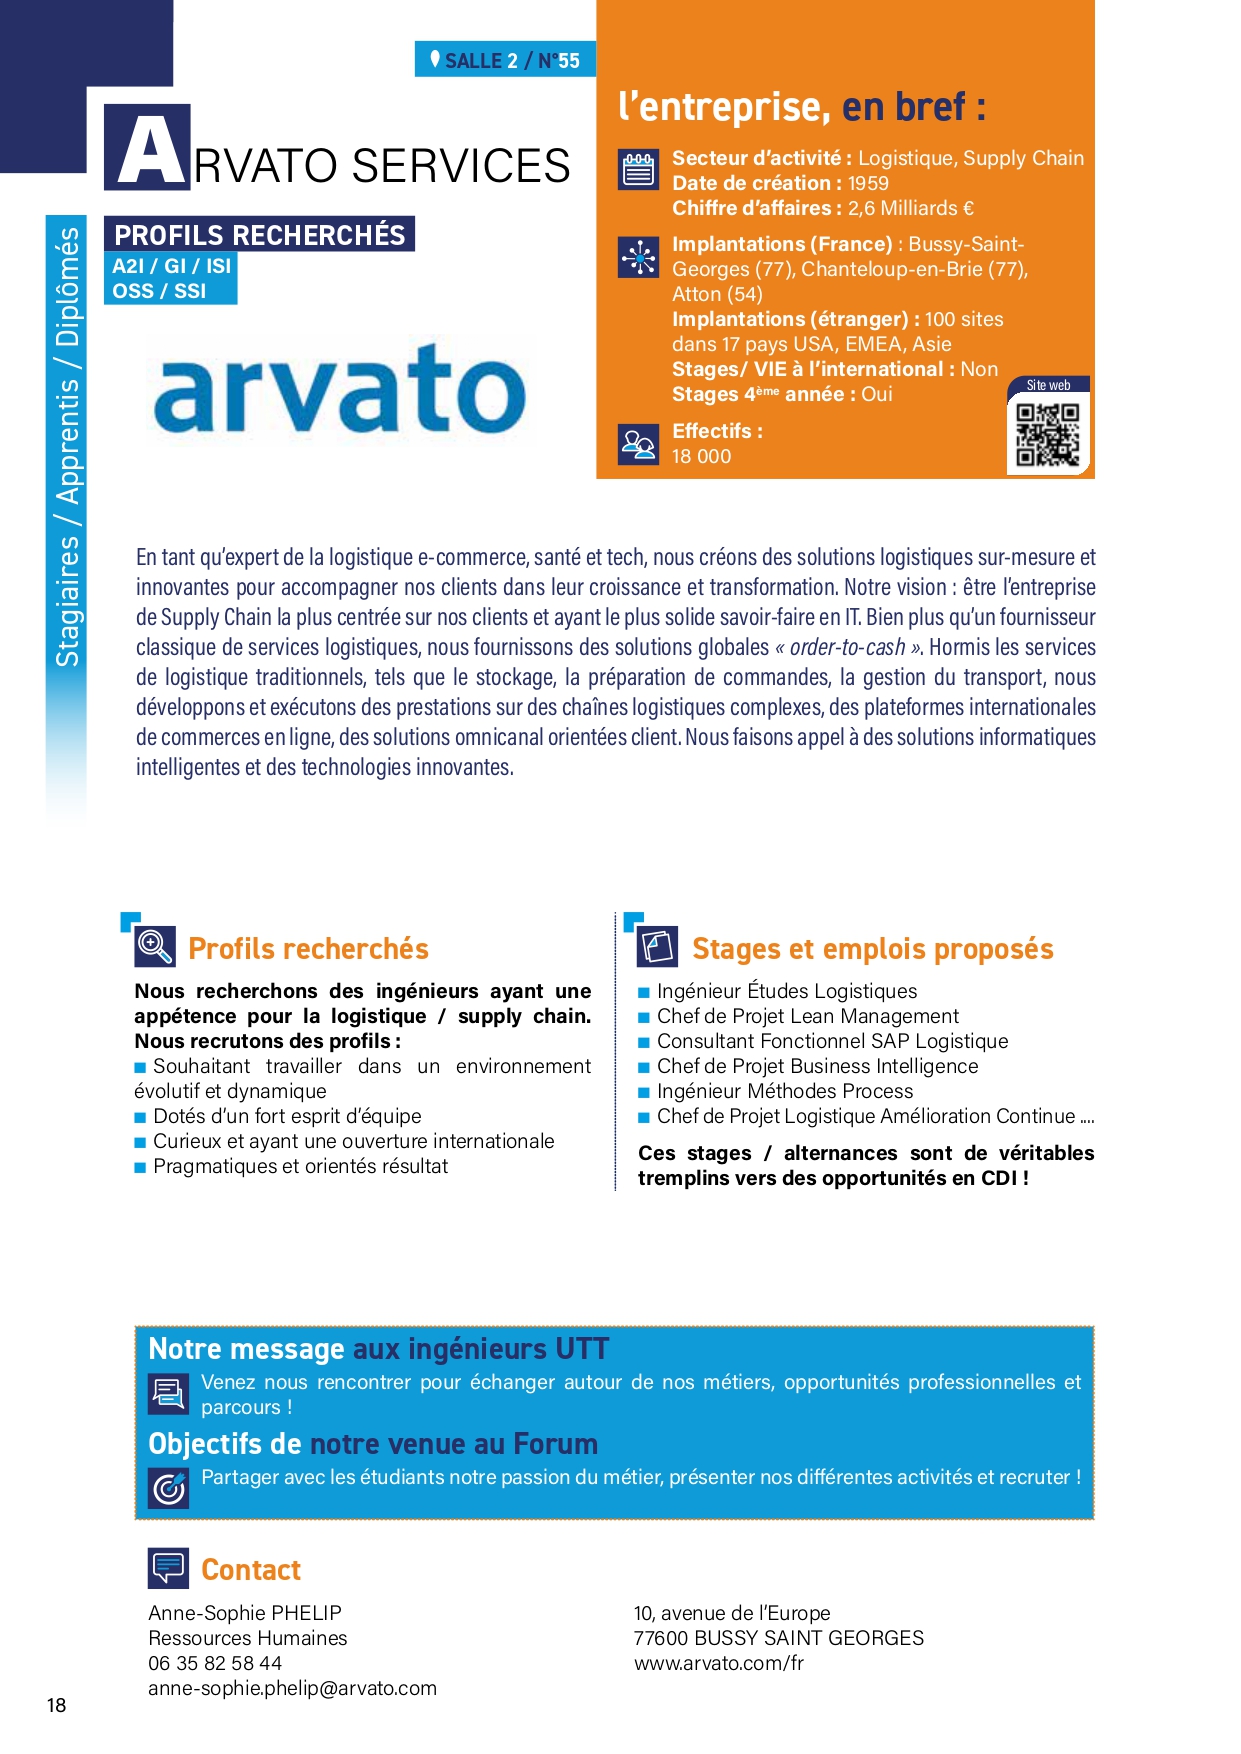 SALLE 2 / N°55
ARVATO SERVICES
PROFILS RECHERCHÉS
A2I / GI / ISI
OSS / SSI
arvato
Stagiaires / Apprentis / Diplômés
l'entreprise, en bref :
Secteur d'activité : Logistique, Supply Chain
Date de création : 1959
Chiffre d'affaires : 2,6 Milliards €
Implantations (France) : Bussy-Saint-
Georges (77), Chanteloup-en-Brie (77),
Atton (54)
Implantations (étranger) : 100 sites
dans 17 pays USA, EMEA, Asie
Stages/ VIE à l'international : Non
Stages 4ème année : Oui
Site web
Effectifs :
18 000
En tant qu'expert de la logistique e-commerce, santé et tech, nous créons des solutions logistiques sur-mesure et
innovantes pour accompagner nos clients dans leur croissance et transformation. Notre vision : être l'entreprise
de Supply Chain la plus centrée sur nos clients et ayant le plus solide savoir-faire en IT. Bien plus qu'un fournisseur
classique de services logistiques, nous fournissons des solutions globales « order-to-cash ». Hormis les services
de logistique traditionnels, tels que le stockage, la préparation de commandes, la gestion du transport, nous
développons et exécutons des prestations sur des chaînes logistiques complexes, des plateformes internationales
de commerces en ligne, des solutions omnicanal orientées client. Nous faisons appel à des solutions informatiques
intelligentes et des technologies innovantes.
Profils recherchés
Nous recherchons des ingénieurs ayant une
appétence pour la logistique / supply chain.
Nous recrutons des profils :
■ Souhaitant travailler dans un environnement
évolutif et dynamique
■ Dotés d'un fort esprit d'équipe
■ Curieux et ayant une ouverture internationale
■ Pragmatiques et orientés résultat
Stages et emplois proposés
■ Ingénieur Études Logistiques
■ Chef de Projet Lean Management
■ Consultant Fonctionnel SAP Logistique
■ Chef de Projet Business Intelligence
■ Ingénieur Méthodes Process
■ Chef de Projet Logistique Amélioration Continue ....
Ces stages / alternances sont de véritables
tremplins vers des opportunités en CDI !
Notre message aux ingénieurs UTT
Venez nous rencontrer pour échanger autour de nos métiers, opportunités professionnelles et
parcours !
Objectifs de notre venue au Forum
Partager avec les étudiants notre passion du métier, présenter nos différentes activités et recruter !
Contact
Anne-Sophie PHELIP
Ressources Humaines
06 35 82 58 44
anne-sophie.phelip@arvato.com
10, avenue de l'Europe
77600 BUSSY SAINT GEORGES
www.arvato.com/fr
18